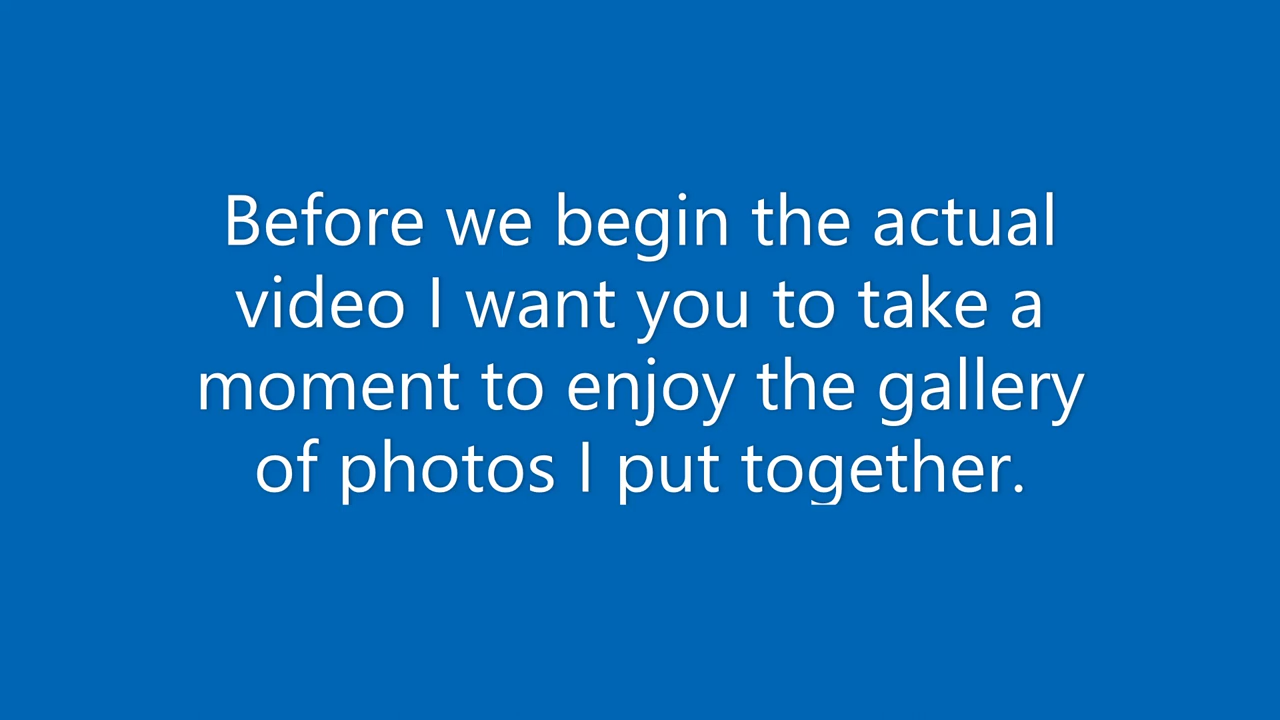 Before we begin the actual
video I want you to take a
moment to enjoy the gallery
of photos I put together.